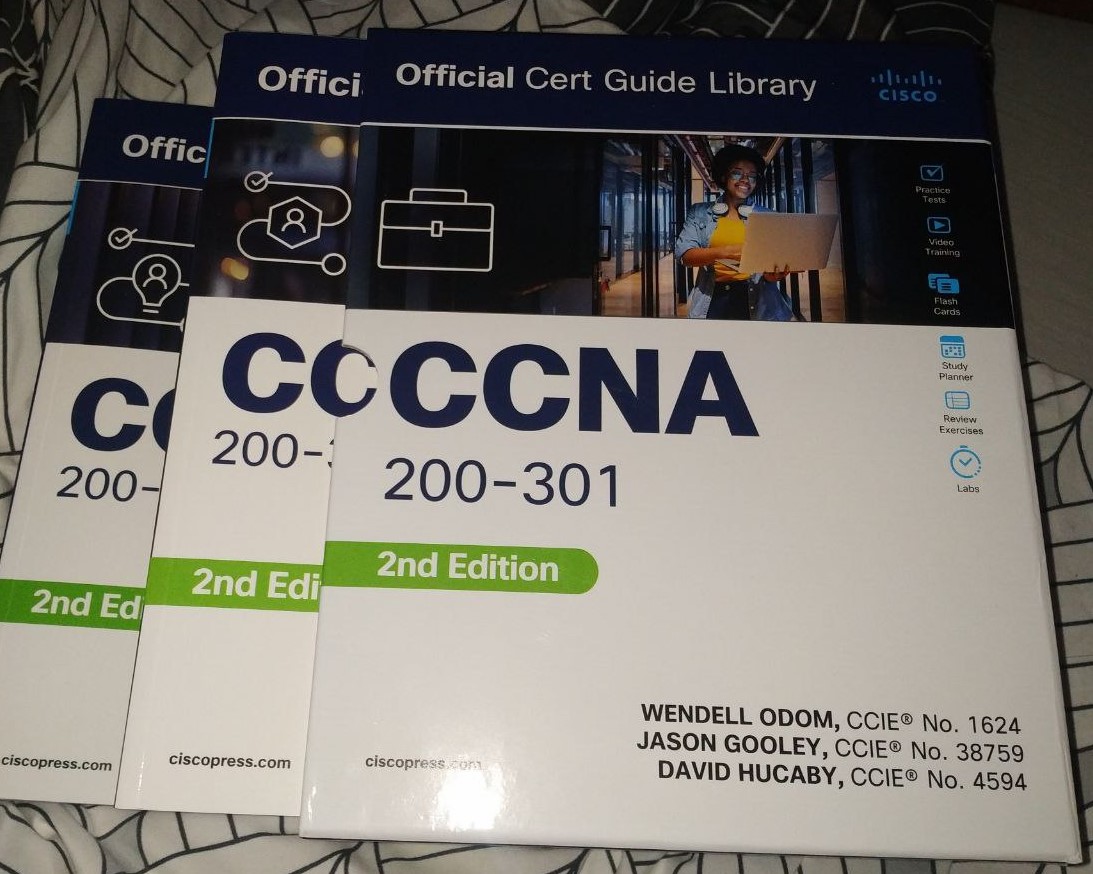 Offic
CC
200-
2nd Ed
ciscopress.com
Offici
CC
200-3
2nd Edi
ciscopress.com
Official Cert Guide Library
CISCO
Practice
Tests
Video
Training
Flash
Cards
Study
Planner
Review
Exercises
Labs
CCNA
200-301
2nd Edition
WENDELL ODOM, CCIE® No. 1624
JASON GOOLEY, CCIE® No. 38759
DAVID HUCABY, CCIE® No. 4594
ciscopress.com